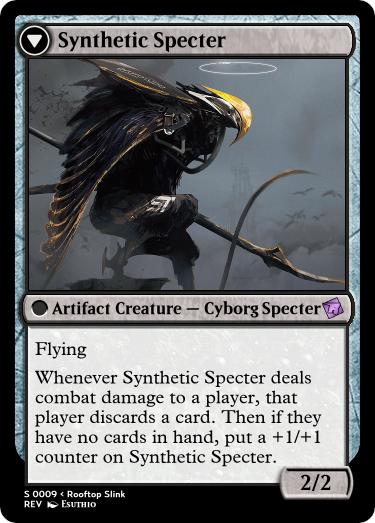 Synthetic Specter
Artifact Creature — Cyborg Specter
Flying
Whenever Synthetic Specter deals
combat damage to a player, that
player discards a card. Then if they
have no cards in hand, put a +1/+1
counter on Synthetic Specter.
2/2
S 0009 < Rooftop Slink
REV Esuthio